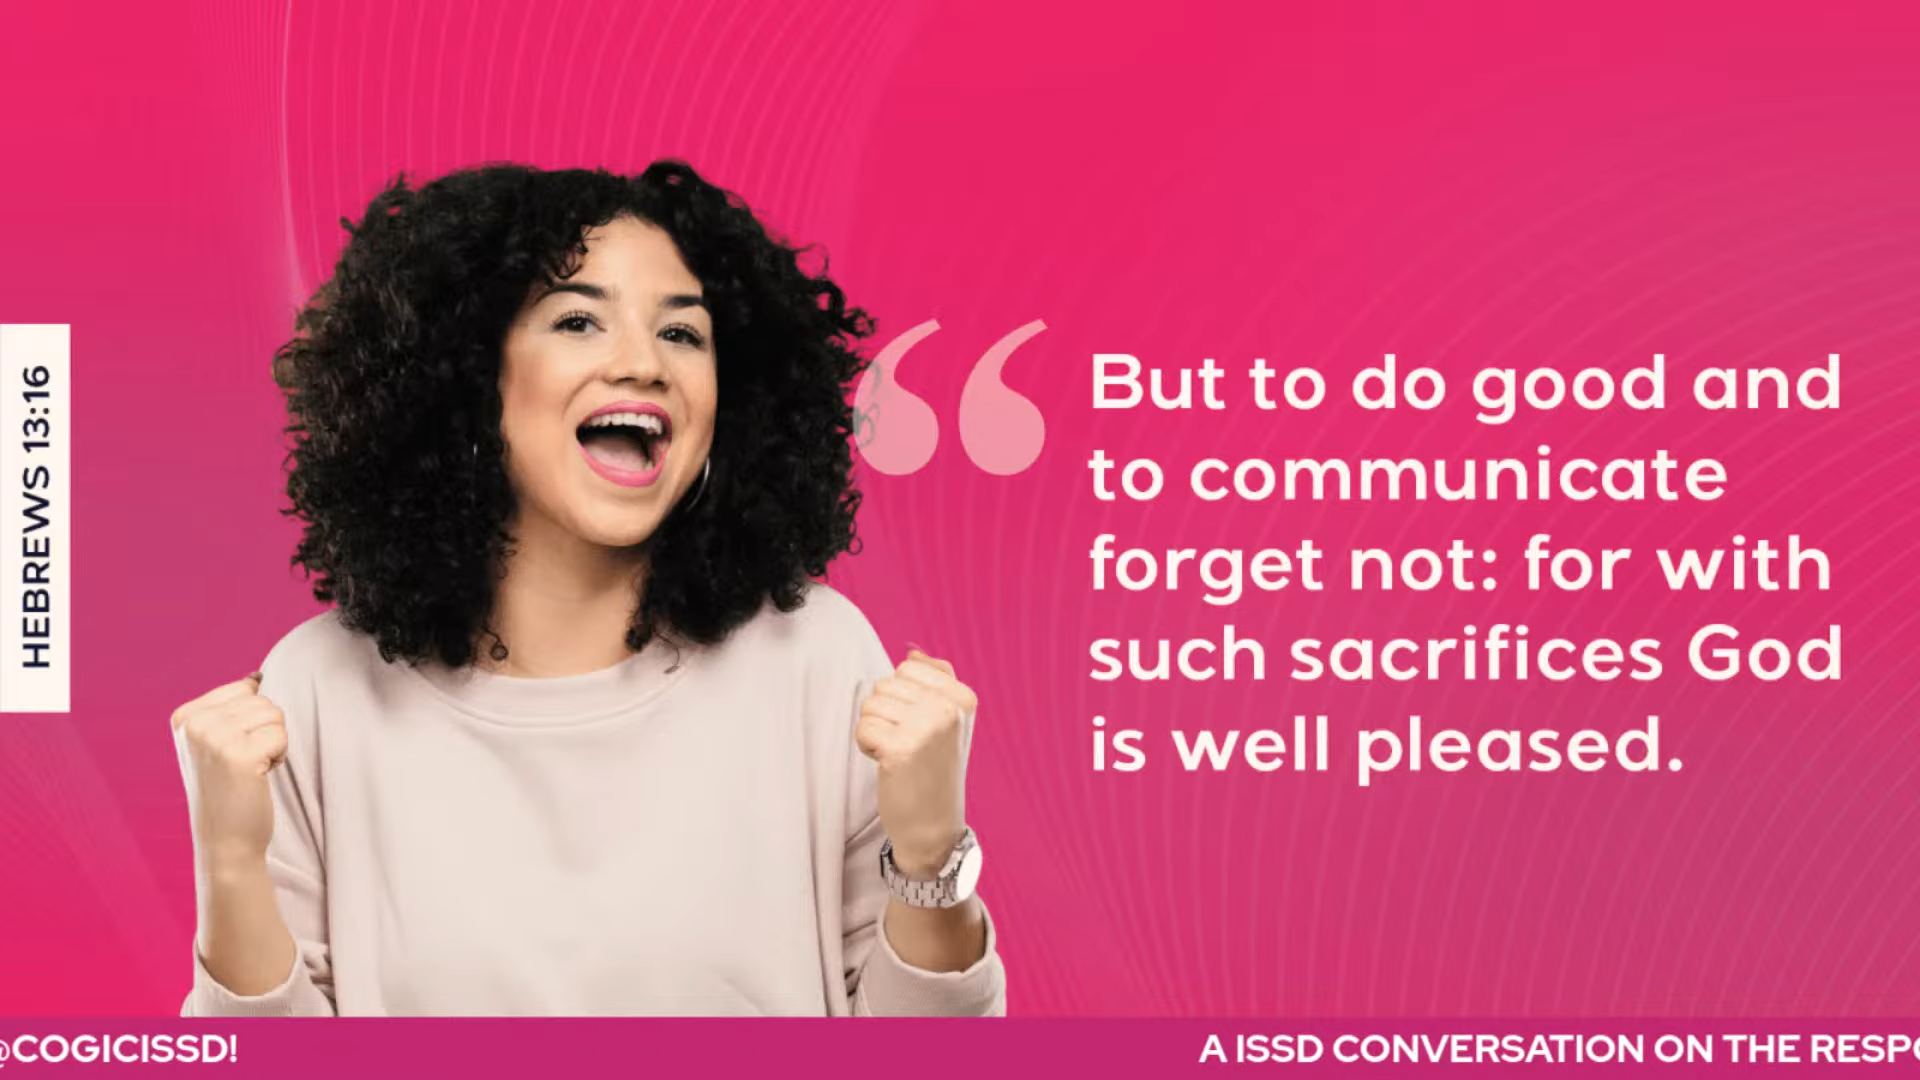 HEBREWS 13:16
But to do good and
to communicate
forget not: for with
such sacrifices God
is well pleased.
@COGICISSD!
A ISSD CONVERSATION ON THE